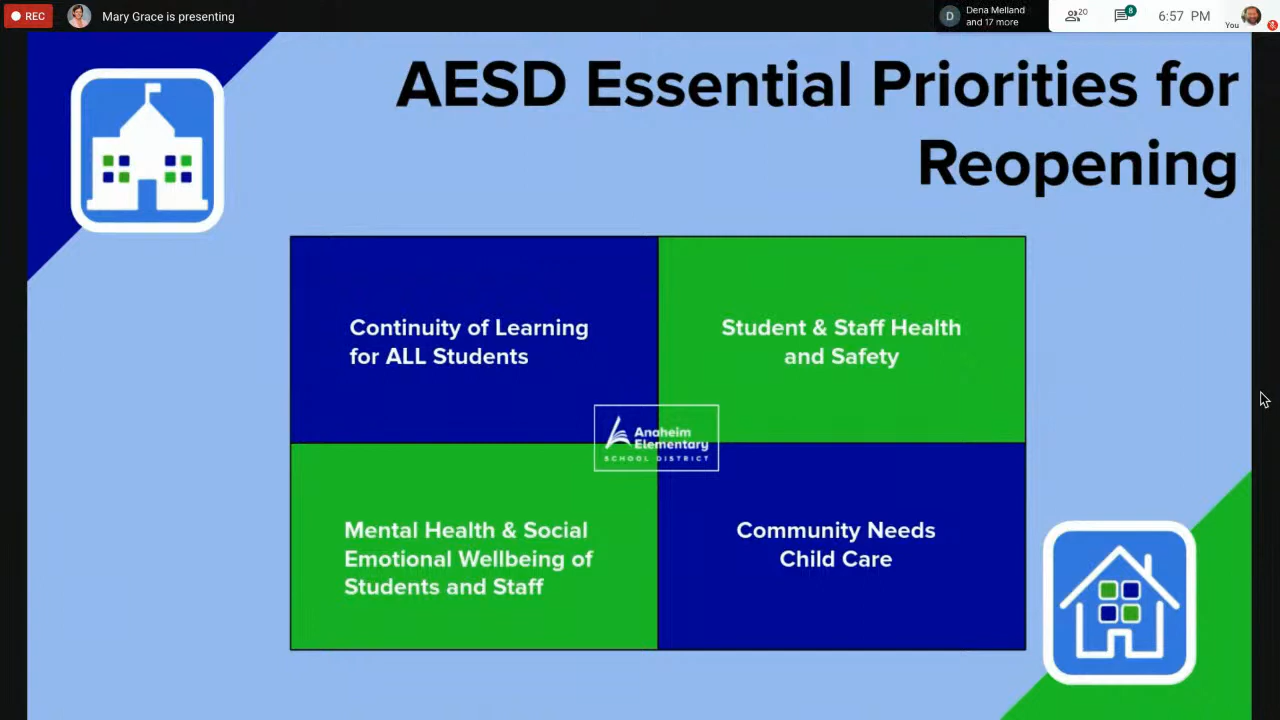 REC
Mary Grace is presenting
D
Dena Melland
and 17 more
20
8
6:57 PM
You
AESD Essential Priorities for
Reopening
Continuity of Learning
for ALL Students
Student & Staff Health
and Safety
Anaheim
Elementary
SCHOOL DISTRICT
Mental Health & Social
Emotional Wellbeing of
Students and Staff
Community Needs
Child Care